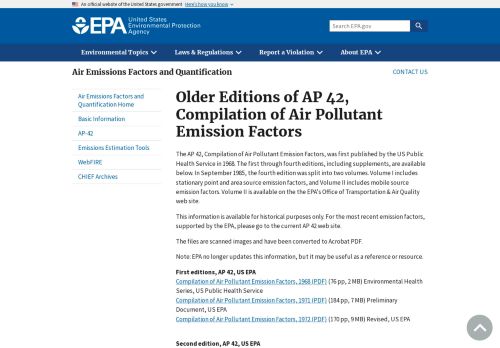 An official website of the United States government Here's how you know
EPA United States
Environmental Protection
Agency
Search EPA.gov
Environmental Topics Laws & Regulations Report a Violation About EPA
Air Emissions Factors and Quantification
CONTACT US
Air Emissions Factors and
Quantification Home
Basic Information
AP-42
Emissions Estimation Tools
WebFIRE
CHIEF Archives
Older Editions of AP 42,
Compilation of Air Pollutant
Emission Factors
The AP 42, Compilation of Air Pollutant Emission Factors, was first published by the US Public
Health Service in 1968. The first through fourth editions, including supplements, are available
below. In September 1985, the fourth edition was split into two volumes. Volume I includes
stationary point and area source emission factors, and Volume II includes mobile source
emission factors. Volume II is available on the the EPA's Office of Transportation & Air Quality
web site.
This information is available for historical purposes only. For the most recent emission factors,
supported by the EPA, please go to the current AP 42 web site.
The files are scanned images and have been converted to Acrobat PDF.
Note: EPA no longer updates this information, but it may be useful as a reference or resource.
First editions, AP 42, US EPA
Compilation of Air Pollutant Emission Factors, 1968 (PDF) (76 pp, 2 MB) Environmental Health
Series, US Public Health Service
Compilation of Air Pollutant Emission Factors, 1971 (PDF) (184 pp, 7 MB) Preliminary
Document, US EPA
Compilation of Air Pollutant Emission Factors, 1972 (PDF) (170 pp, 9 MB) Revised, US EPA
Second edition, AP 42, US EPA